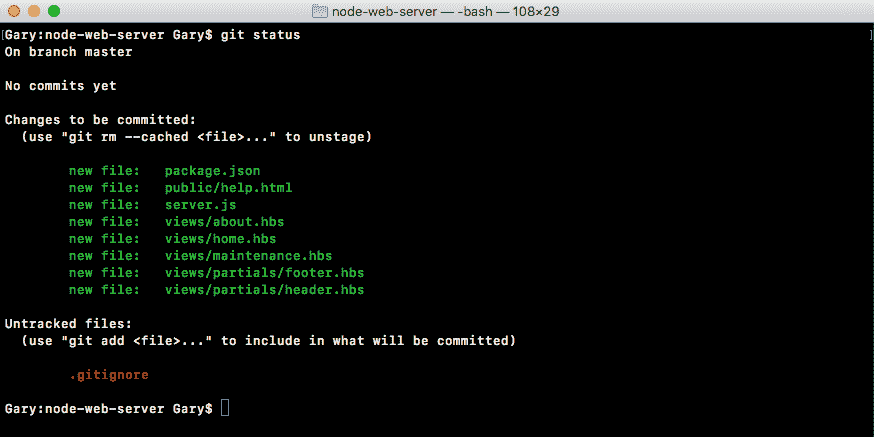 node-web-server — -bash — 108×29
Gary:node-web-server Gary$ git status
On branch master
No commits yet
Changes to be committed:
(use "git rm --cached <file>..." to unstage)
new file: package.json
new file: public/help.html
new file: server.js
new file: views/about.hbs
new file: views/home.hbs
new file: views/maintenance.hbs
new file: views/partials/footer.hbs
new file: views/partials/header.hbs
Untracked files:
(use "git add <file>..." to include in what will be committed)
.gitignore
Gary:node-web-server Gary$